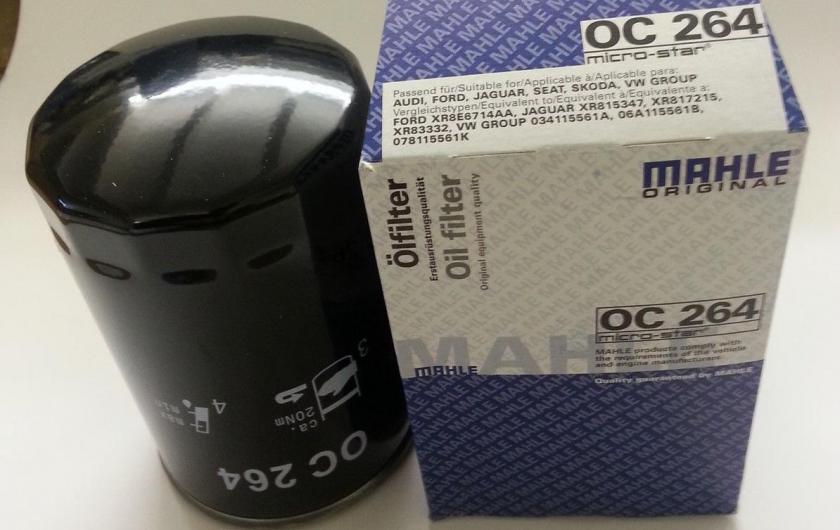 OC 264
micro-star®
Passend für/Suitable for/Applicable à/Aplicable para:
AUDI, FORD, JAGUAR, SEAT, SKODA, VW GROUP
Vergleichstypen/Equivalent to/Equivalent à/Equivalente a:
FORD XR8E6714AA, JAGUAR XR815347, XR817215,
XR83332, VW GROUP 034115561A, 06A115561B,
078115561K
MAHLE®
ORIGINAL
Ölfilter
Erstausrüstungsqualität
Oil filter
Original equipment quality
OC 264
micro-star®
MAHLE products comply with
the requirements of the vehicle
and engine manufacturer.
Quality guaranteed by MAHLE
MAHLE
3
4
max
min
ca.
20Nm
OC 264